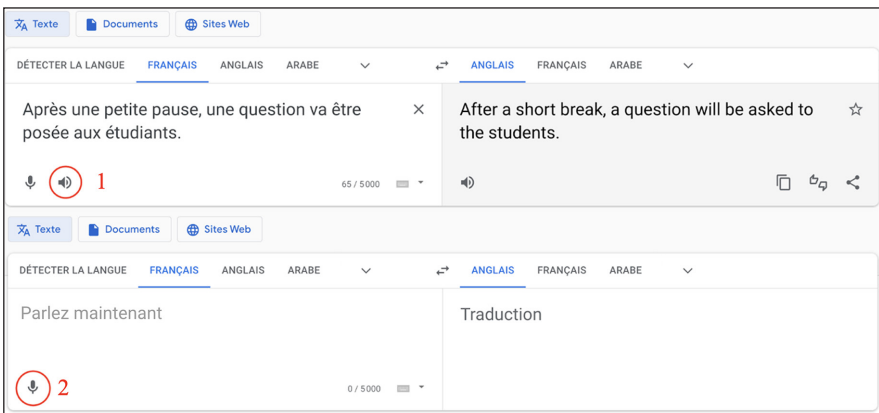 Texte Documents Sites Web
DÉTECTER LA LANGUE FRANÇAIS ANGLAIS ARABE ANGLAIS FRANÇAIS ARABE
Après une petite pause, une question va être
posée aux étudiants.
After a short break, a question will be asked to
the students.
1
65 / 5000
Texte Documents Sites Web
DÉTECTER LA LANGUE FRANÇAIS ANGLAIS ARABE ANGLAIS FRANÇAIS ARABE
Parlez maintenant
Traduction
2
0 / 5000